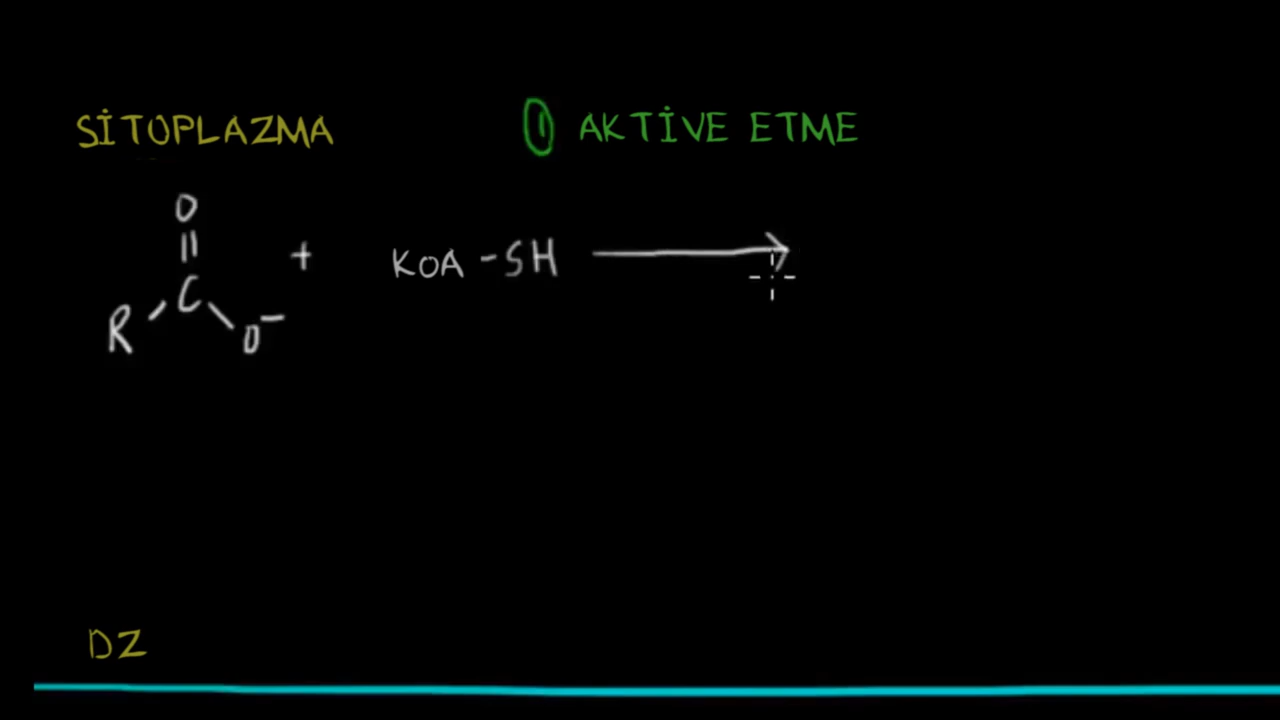 SİTOPLAZMA
① AKTİVE ETME
O
||
R C O⁻ + KOA -SH →
DZ